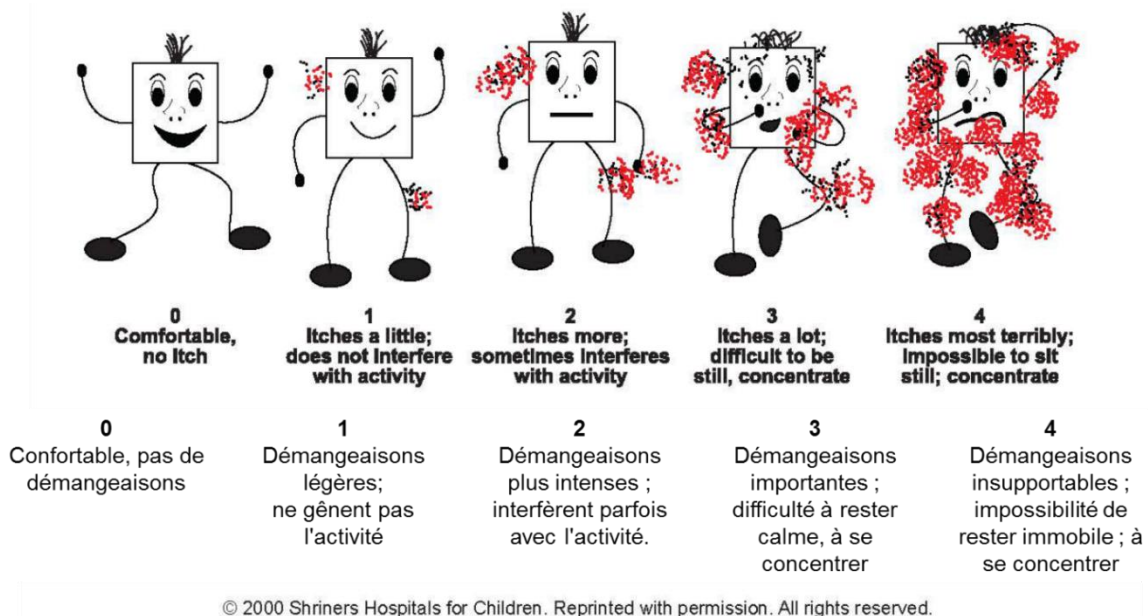 0
Comfortable,
no Itch
1
Itches a little;
does not Interfere
with activity
2
Itches more;
sometimes Interferes
with activity
3
Itches a lot;
difficult to be
still, concentrate
4
Itches most terribly;
Impossible to sit
still; concentrate
0
Confortable, pas de
démangeaisons
1
Démangeaisons
légères;
ne gênent pas
l'activité
2
Démangeaisons
plus intenses ;
interfèrent parfois
avec l'activité.
3
Démangeaisons
importantes ;
difficulté à rester
calme, à se
concentrer
4
Démangeaisons
insupportables ;
impossibilité de
rester immobile ; à
se concentrer
© 2000 Shriners Hospitals for Children. Reprinted with permission. All rights reserved.